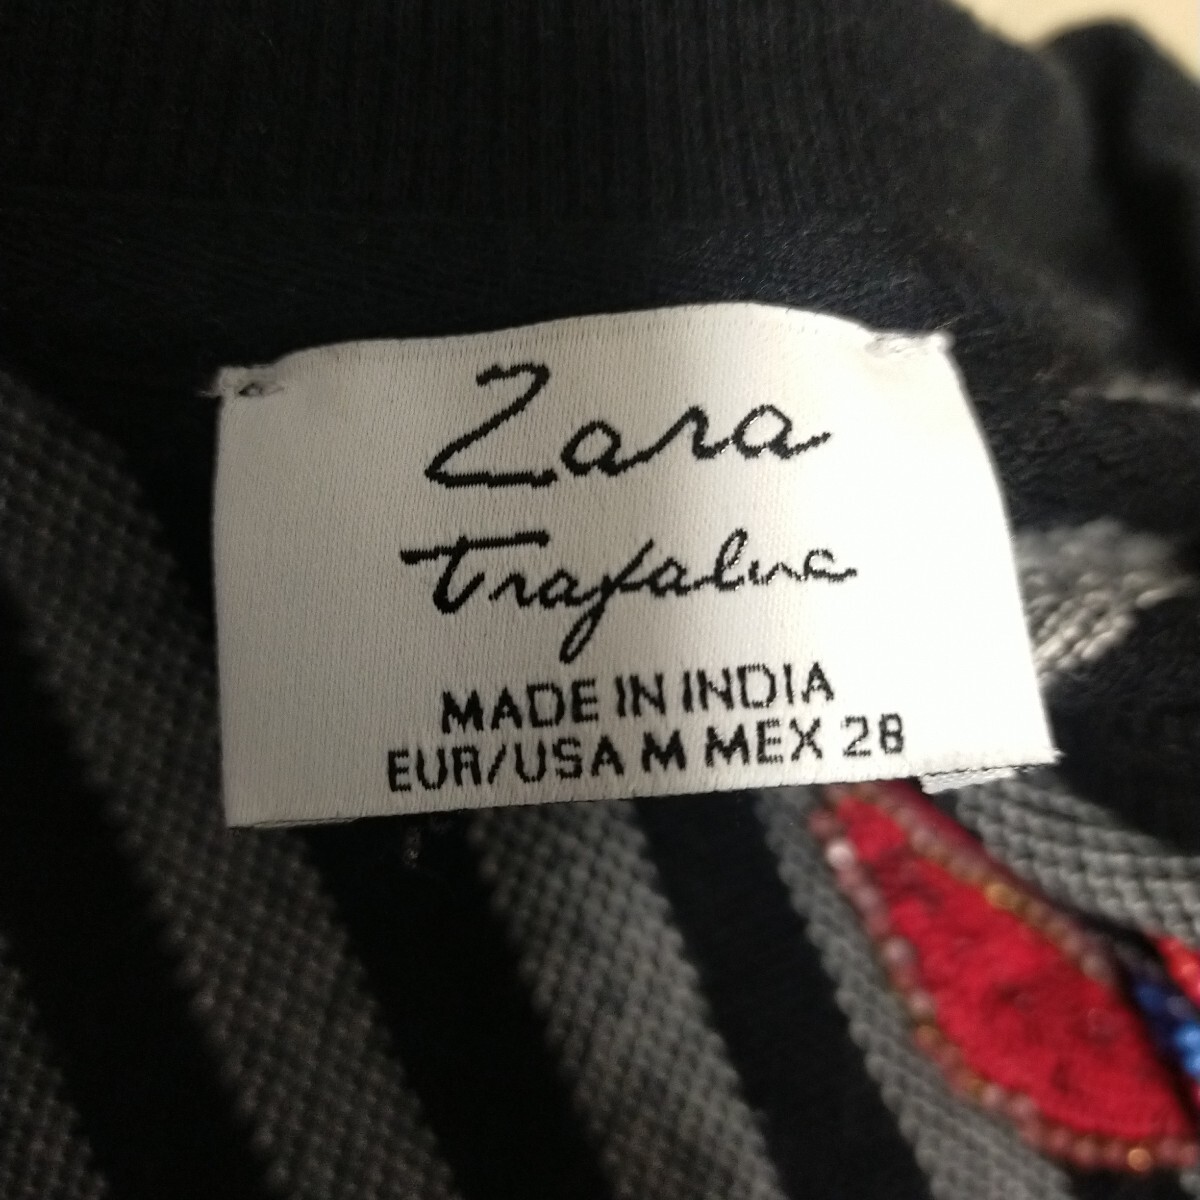 Zara
Trafaluc
MADE IN INDIA
EUR/USA M MEX 28